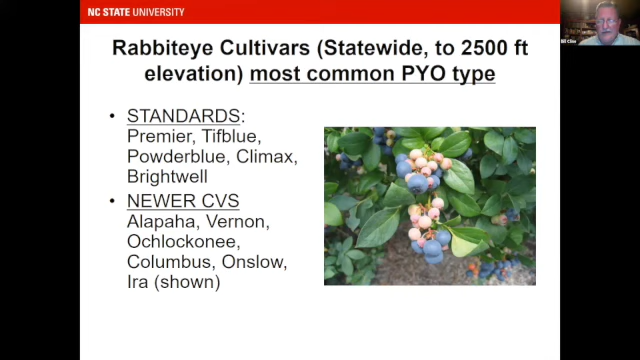 NC STATE UNIVERSITY
Rabbiteye Cultivars (Statewide, to 2500 ft
elevation) most common PYO type
• STANDARDS:
Premier, Tifblue,
Powderblue, Climax,
Brightwell
• NEWER CVS
Alapaha, Vernon,
Ochlockonee,
Columbus, Onslow,
Ira (shown)
Bill Cline